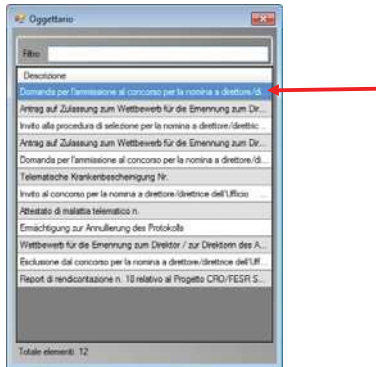 Oggettario
Filtro
Descrizione
Domanda per l'ammissione al concorso per la nomina a direttore/di...
Antrag auf Zulassung zum Wettbewerb für die Ernennung zum Dir...
Invito alla procedura di selezione per la nomina a direttore/direttric...
Antrag auf Zulassung zum Wettbewerb für die Ernennung zum Dir...
Domanda per l'ammissione al concorso per la nomina a direttore/di...
Telematische Krankenbescheinigung Nr.
Invito al concorso per la nomina a direttore/direttrice dell'Ufficio ...
Attestato di malattia telematico n.
Ermächtigung zur Annullierung des Protokolls
Wettbewerb für die Ernennung zum Direktor / zur Direktorin des A...
Esclusione dal concorso per la nomina a direttore/direttrice dell'Uff...
Report di rendicontazione n. 18 relativo al Progetto CRO/FESR S...
Totale elementi: 12